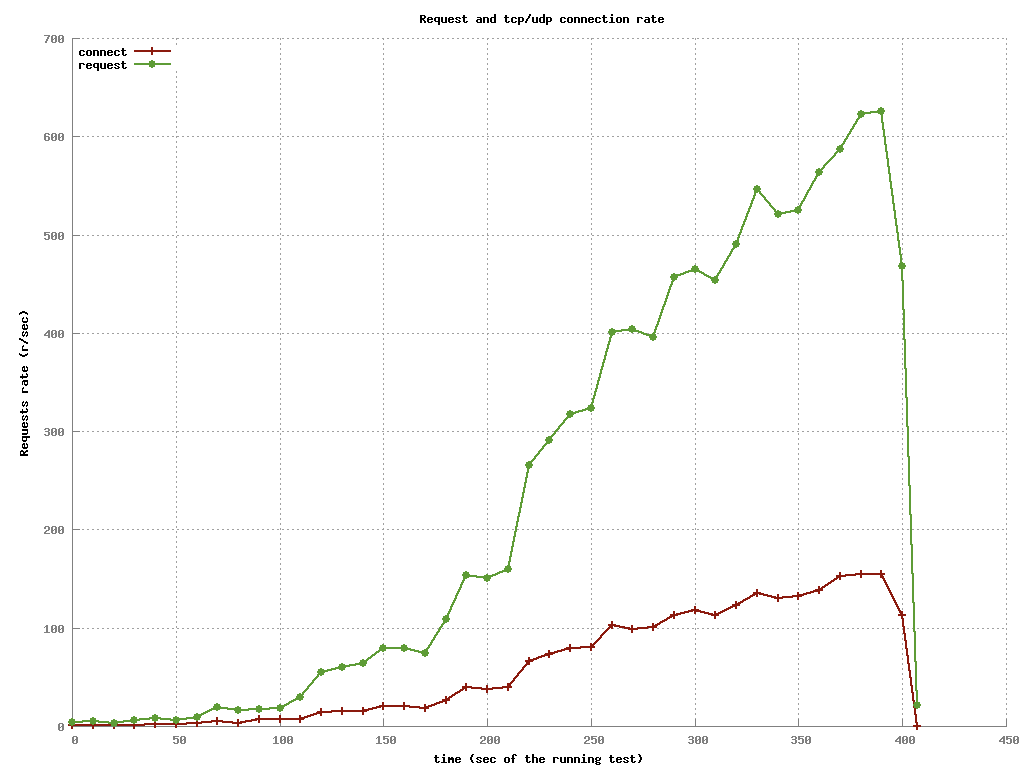 Request and tcp/udp connection rate
700
connect
request
600
500
400
300
200
100
0
Requests rate (r/sec)
0 50 100 150 200 250 300 350 400 450
time (sec of the running test)